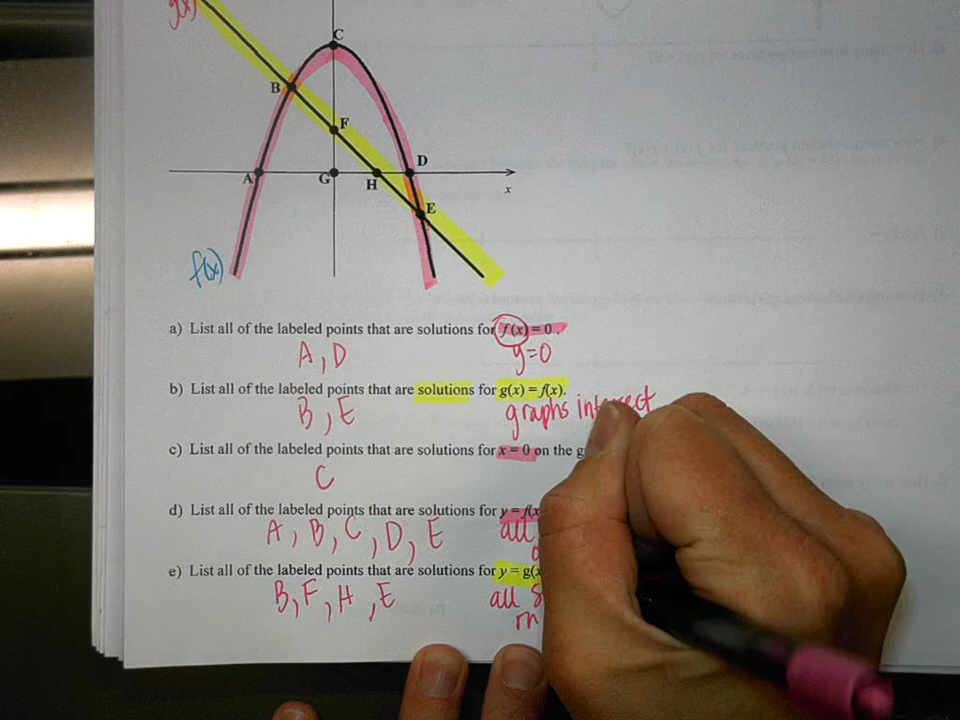 g(x)
C
B
F
A
G
H
D
x
E
f(x)
a) List all of the labeled points that are solutions for f(x) = 0.
A, D
y=0
b) List all of the labeled points that are solutions for g(x) = f(x).
B, E
graphs intersect
c) List all of the labeled points that are solutions for x = 0 on the
C
d) List all of the labeled points that are solutions for y = f(x
A, B, C, D, E
all
e) List all of the labeled points that are solutions for y = g(x
B, F, H, E
all